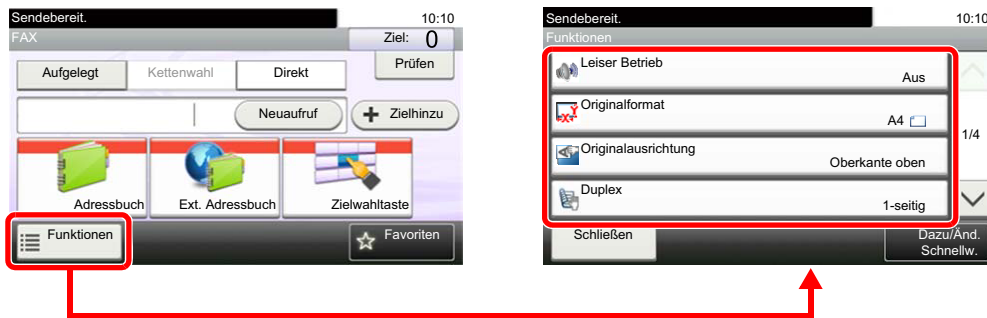 Sendebereit.
10:10
FAX
Ziel: 0
Aufgelegt
Kettenwahl
Direkt
Prüfen
Neuaufruf
Zielhinzu
Adressbuch
Ext. Adressbuch
Zielwahltaste
Funktionen
Favoriten
Sendebereit.
10:10
Funktionen
Leiser Betrieb
Aus
Originalformat
A4
1/4
Originalausrichtung
Oberkante oben
Duplex
1-seitig
Schließen
Dazu/Änd.
Schnellw.